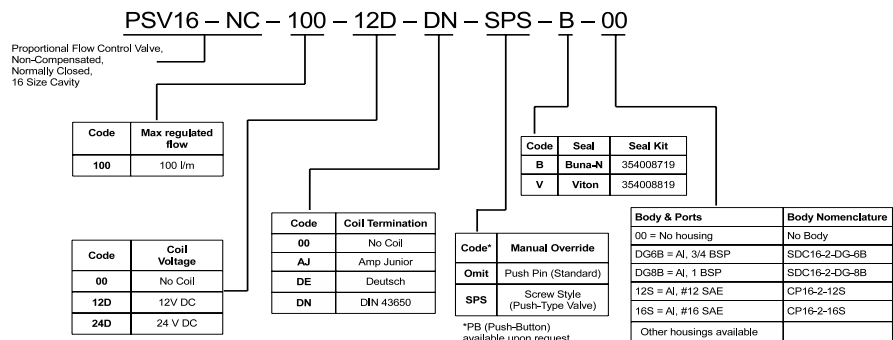 PSV16 – NC – 100 – 12D – DN – SPS – B – 00
Proportional Flow Control Valve,
Non-Compensated,
Normally Closed,
16 Size Cavity
Code Max regulated
flow
100 100 l/m
Code Coil
Voltage
00 No Coil
12D 12V DC
24D 24 V DC
Code Coil Termination
00 No Coil
AJ Amp Junior
DE Deutsch
DN DIN 43650
Code* Manual Override
Omit Push Pin (Standard)
SPS Screw Style
(Push-Type Valve)
*PB (Push-Button)
available upon request
Code Seal Seal Kit
B Buna-N 354008719
V Viton 354008819
Body & Ports Body Nomenclature
00 = No housing No Body
DG6B = Al, 3/4 BSP SDC16-2-DG-6B
DG8B = Al, 1 BSP SDC16-2-DG-8B
12S = Al, #12 SAE CP16-2-12S
16S = Al, #16 SAE CP16-2-16S
Other housings available